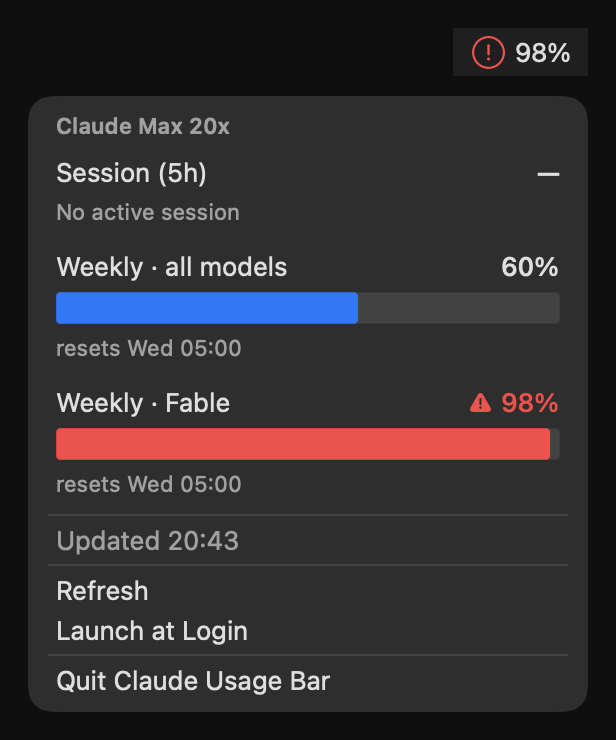 98%
Claude Max 20x
Session (5h) —
No active session
Weekly · all models 60%
resets Wed 05:00
Weekly · Fable 98%
resets Wed 05:00
Updated 20:43
Refresh
Launch at Login
Quit Claude Usage Bar